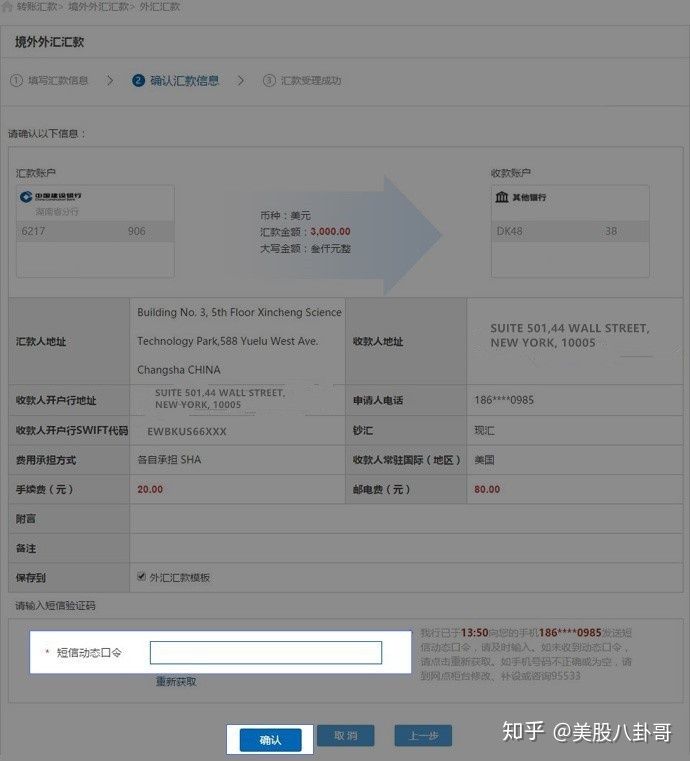 转账汇款> 境外外汇汇款> 外汇汇款
境外外汇汇款
① 填写汇款信息 > ② 确认汇款信息 > ③ 汇款受理成功
请确认以下信息：
汇款账户
中国建设银行
China Construction Bank
湖南省分行
6217 906
币种：美元
汇款金额：3,000.00
大写金额：叁仟元整
收款账户
其他银行
DK48 38
汇款人地址
Building No. 3, 5th Floor Xincheng Science
Technology Park,588 Yuelu West Ave.
Changsha CHINA
收款人地址
SUITE 501,44 WALL STREET,
NEW YORK, 10005
收款人开户行地址
SUITE 501,44 WALL STREET,
NEW YORK, 10005
申请人电话 186****0985
收款人开户行SWIFT代码 EWBKUS66XXX 钞汇 现汇
费用承担方式 各自承担 SHA 收款人常驻国际（地区） 美国
手续费（元） 20.00 邮电费（元） 80.00
附言
备注
保存到 外汇汇款模板
请输入短信验证码
* 短信动态口令
重新获取
我行已于13:50向您的手机186****0985发送短
信动态口令，请及时输入。如未收到动态口令，
请点击重新获取。如手机号码不正确或为空，请
到网点柜台修改、补设或咨询95533
确认 取消 上一步
知乎 @美股八卦哥